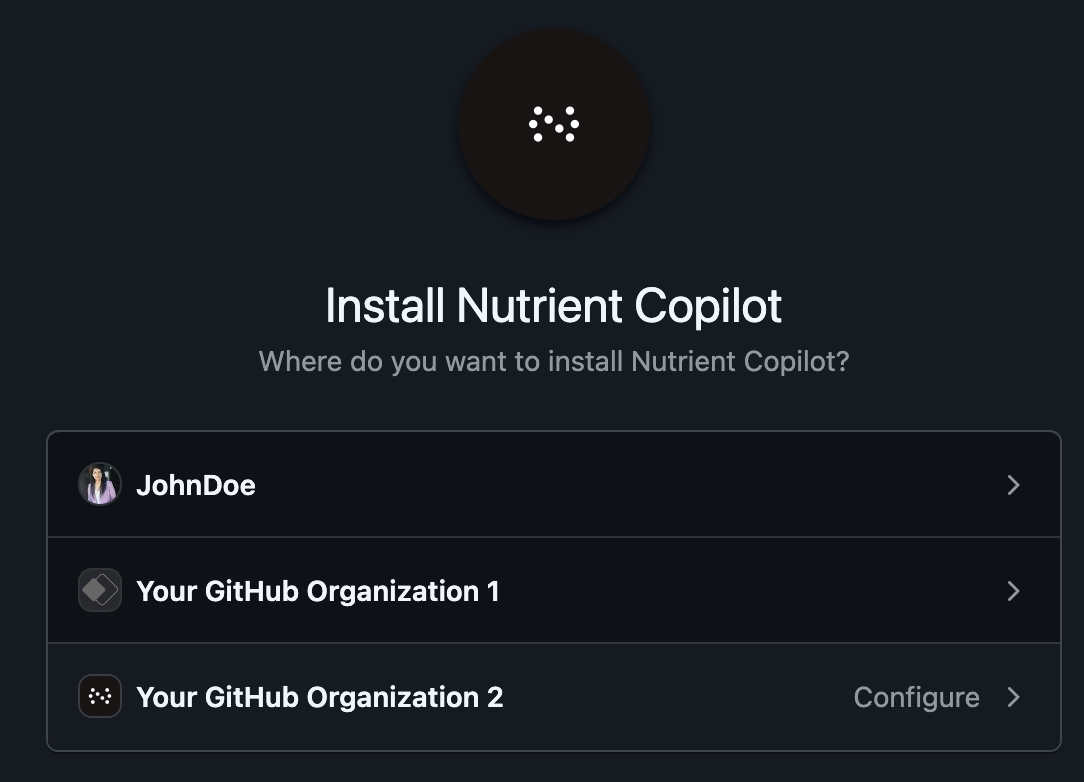 Install Nutrient Copilot
Where do you want to install Nutrient Copilot?
JohnDoe
Your GitHub Organization 1
Your GitHub Organization 2 Configure